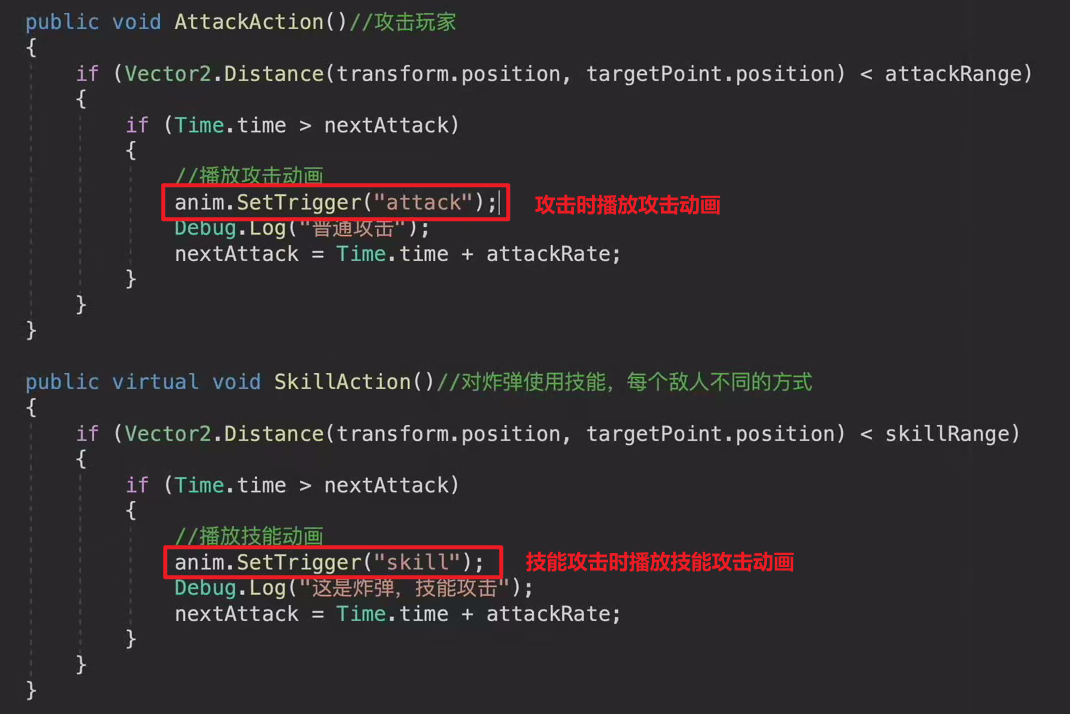 public void AttackAction()//攻击玩家
{
if (Vector2.Distance(transform.position, targetPoint.position) < attackRange)
{
if (Time.time > nextAttack)
{
//播放攻击动画
anim.SetTrigger("attack"); 攻击时播放攻击动画
Debug.Log("普通攻击");
nextAttack = Time.time + attackRate;
}
}
}
public virtual void SkillAction()//对炸弹使用技能，每个敌人不同的方式
{
if (Vector2.Distance(transform.position, targetPoint.position) < skillRange)
{
if (Time.time > nextAttack)
{
//播放技能动画
anim.SetTrigger("skill"); 技能攻击时播放技能攻击动画
Debug.Log("这是炸弹，技能攻击");
nextAttack = Time.time + attackRate;
}
}
}